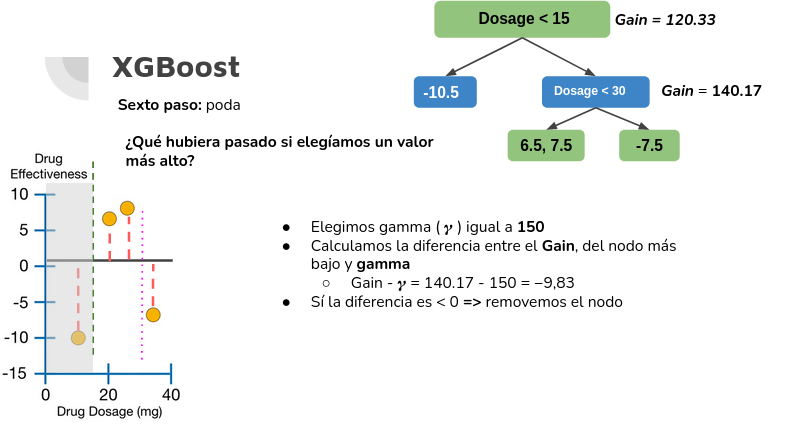 Dosage < 15
Gain = 120.33
XGBoost
-10.5
Dosage < 30
Gain = 140.17
Sexto paso: poda
¿Qué hubiera pasado si elegíamos un valor
más alto?
6.5, 7.5
-7.5
Drug
Effectiveness
10
5
0
-5
-10
-15
0
20
40
Drug Dosage (mg)
● Elegimos gamma ( γ ) igual a 150
● Calculamos la diferencia entre el Gain, del nodo más
bajo y gamma
○ Gain - γ = 140.17 - 150 = −9,83
● Sí la diferencia es < 0 => removemos el nodo